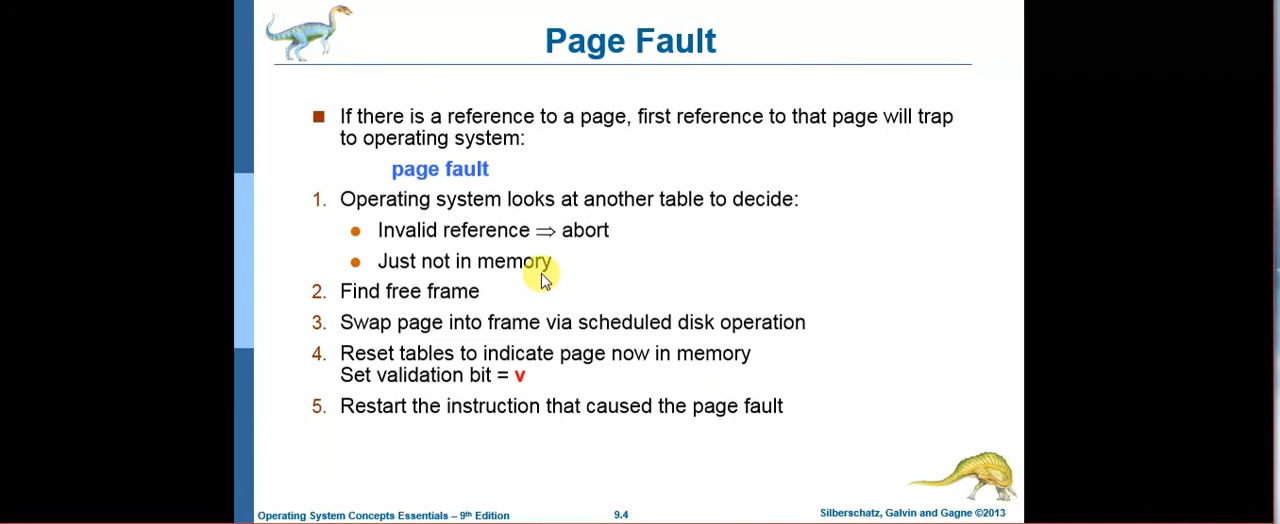 Page Fault
■ If there is a reference to a page, first reference to that page will trap
to operating system:
page fault
1. Operating system looks at another table to decide:
● Invalid reference ⇒ abort
● Just not in memory
2. Find free frame
3. Swap page into frame via scheduled disk operation
4. Reset tables to indicate page now in memory
Set validation bit = v
5. Restart the instruction that caused the page fault
Operating System Concepts Essentials – 9th Edition
9.4
Silberschatz, Galvin and Gagne ©2013